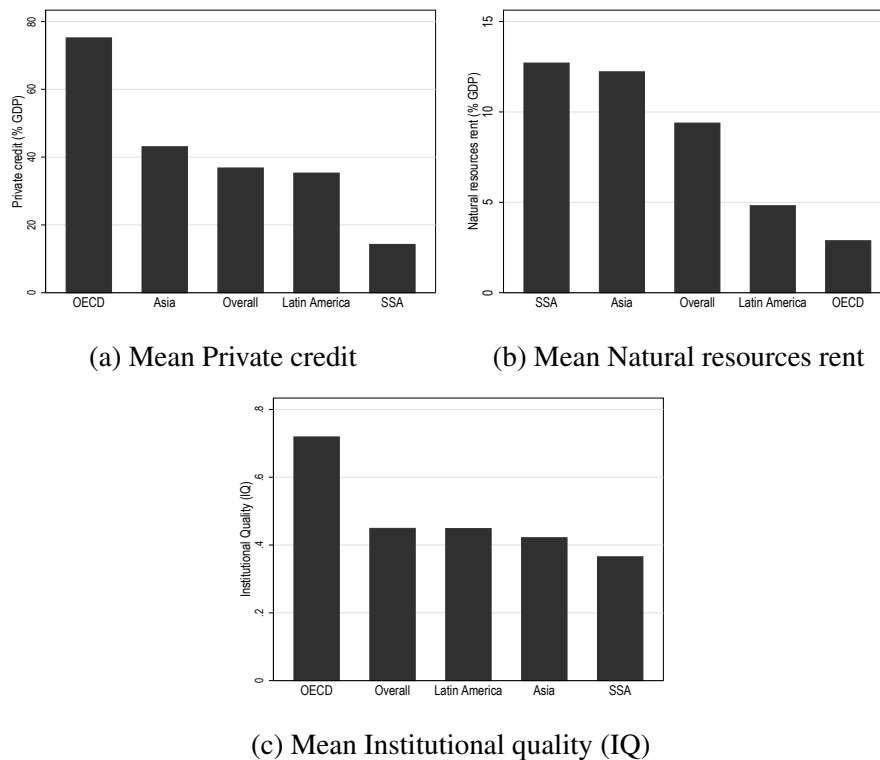 Private credit (% GDP)
80
60
40
20
0
OECD Asia Overall Latin America SSA
(a) Mean Private credit
Natural resources rent (% GDP)
15
10
5
0
SSA Asia Overall Latin America OECD
(b) Mean Natural resources rent
Institutional Quality (IQ)
.8
.6
.4
.2
0
OECD Overall Latin America Asia SSA
(c) Mean Institutional quality (IQ)